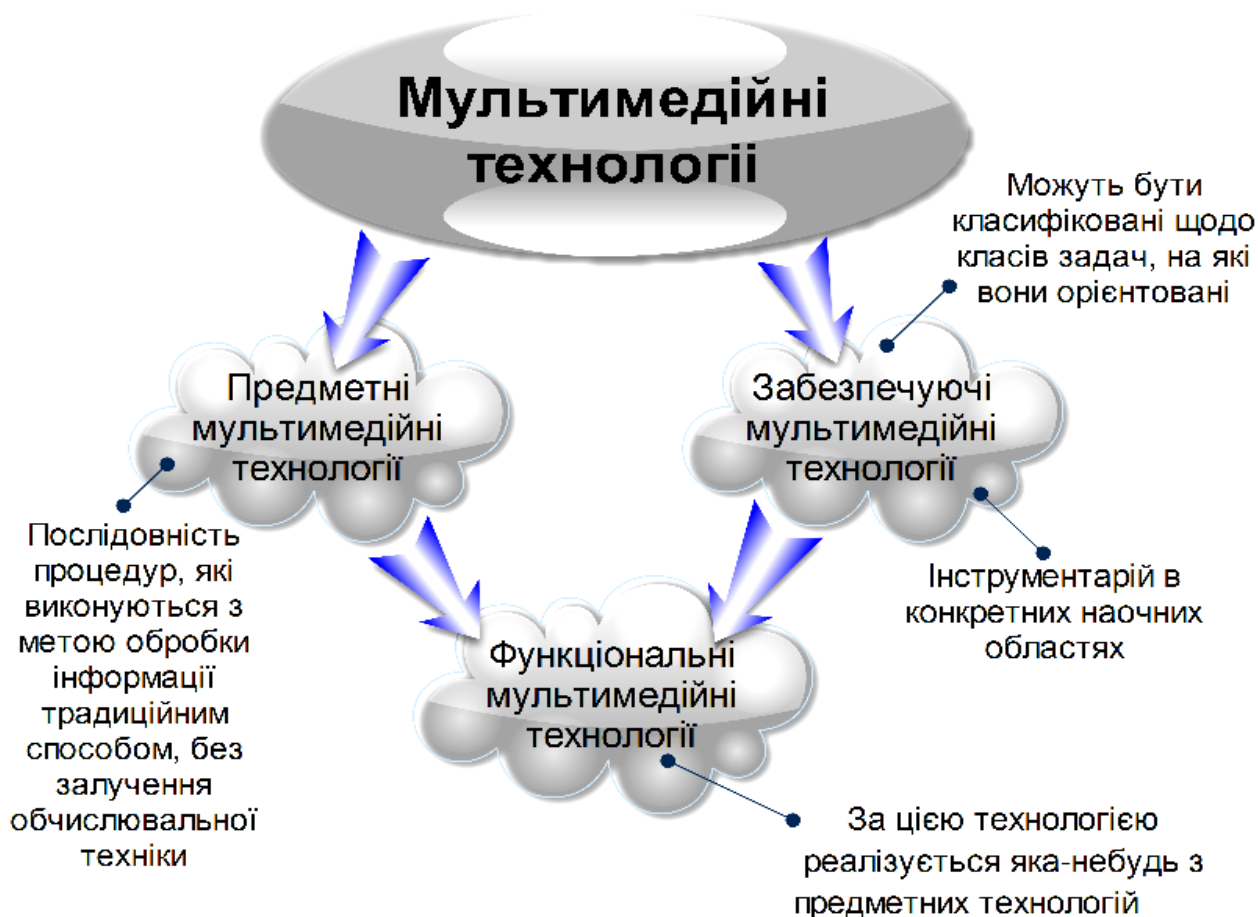 Мультимедійні
технологіі
Можуть бути
класифіковані щодо
класів задач, на які
вони орієнтовані
Предметні
мультимедійні
технології
Забезпечуючі
мультимедійні
технології
Послідовність
процедур, які
виконуються з
метою обробки
інформації
традиційним
способом, без
залучення
обчислювальної
техніки
Інструментарій в
конкретних наочних
областях
Функціональні
мультимедійні
технології
За цією технологією
реалізується яка-небудь з
предметних технологій